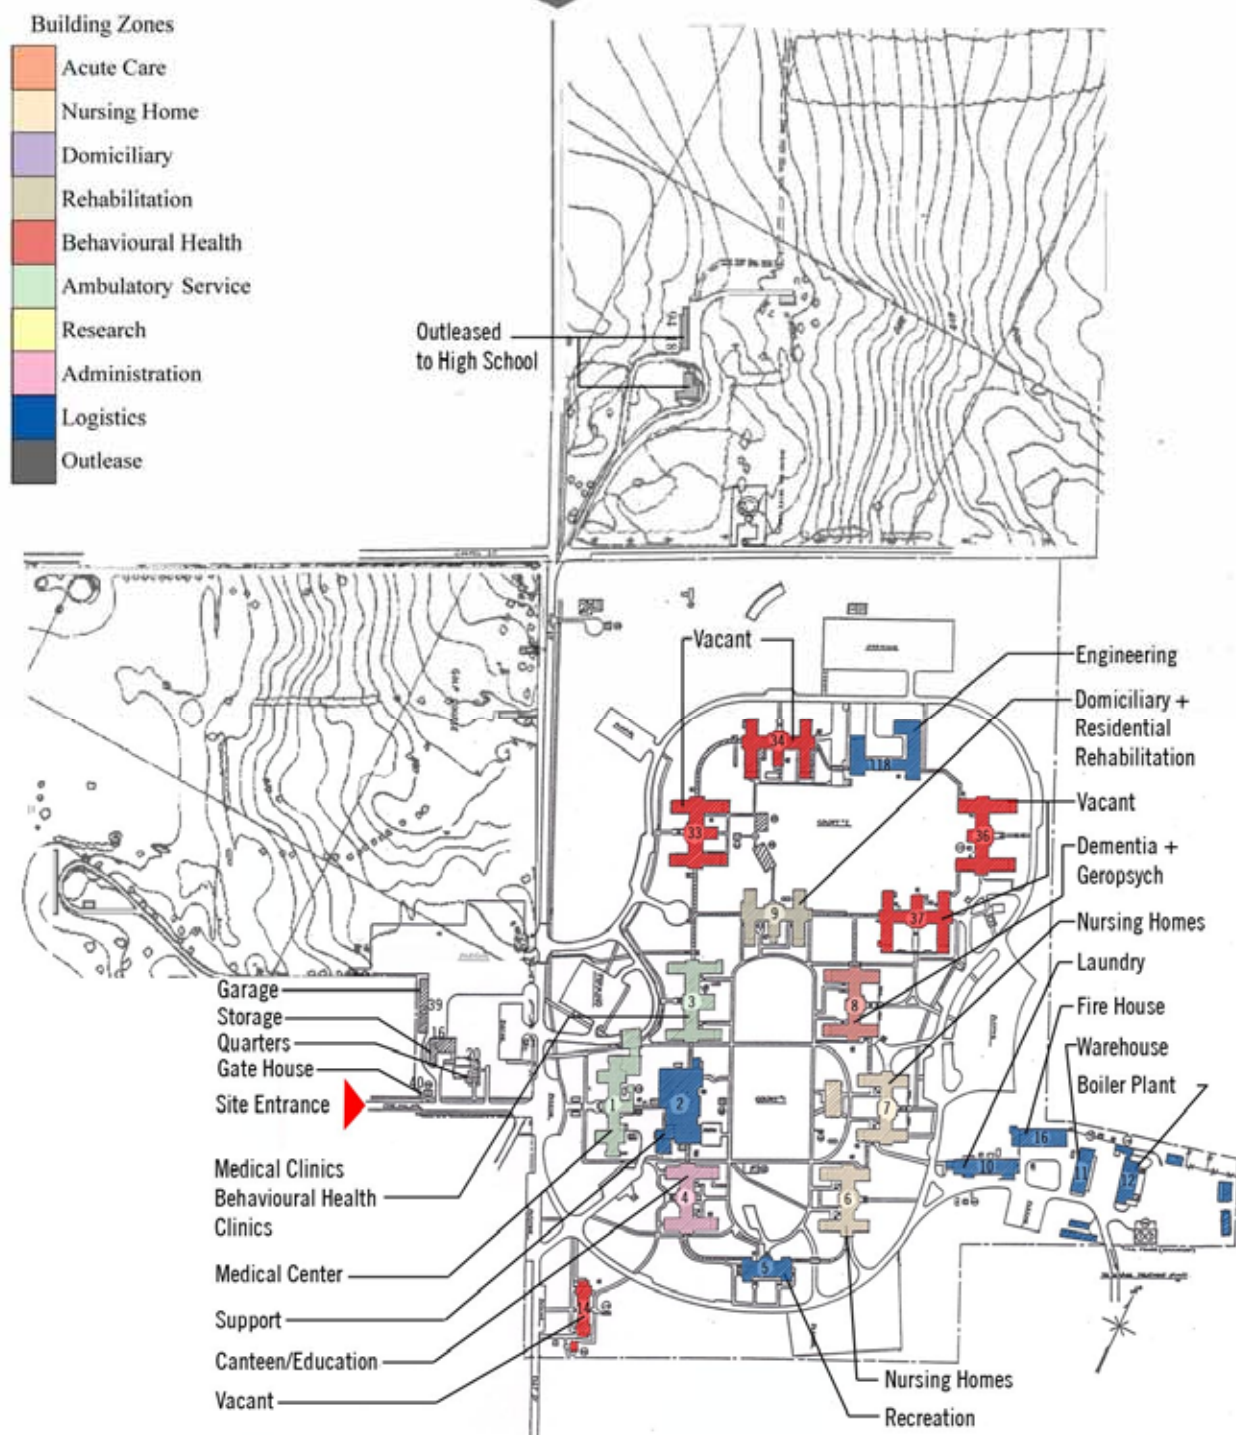 Building Zones
Acute Care
Nursing Home
Domiciliary
Rehabilitation
Behavioural Health
Ambulatory Service
Research
Administration
Logistics
Outlease
Outleased
to High School
Vacant
Engineering
Domiciliary +
Residential
Rehabilitation
Vacant
Dementia +
Geropsych
Nursing Homes
Laundry
Fire House
Warehouse
Boiler Plant
34
118
33
36
9
37
3
8
1
2
7
4
6
5
14
16
10
11
12
39
16
20
40
Garage
Storage
Quarters
Gate House
Site Entrance
Medical Clinics
Behavioural Health
Clinics
Medical Center
Support
Canteen/Education
Vacant
Nursing Homes
Recreation